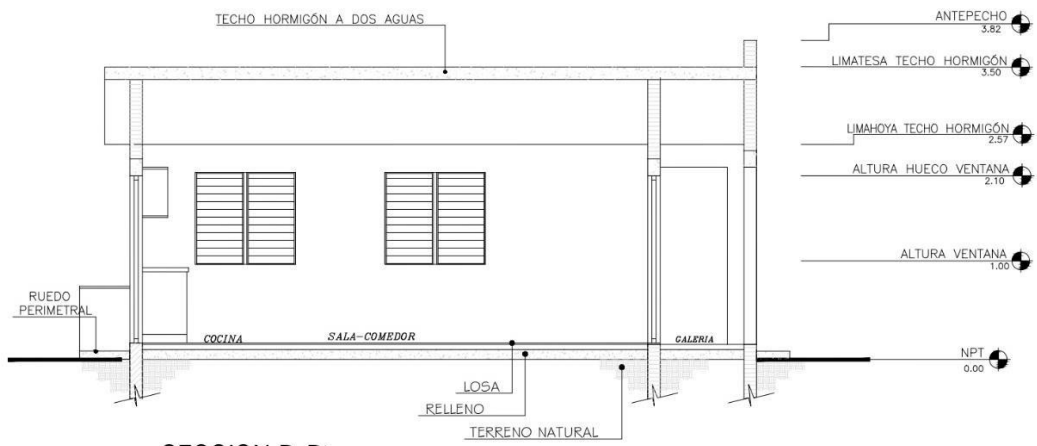 TECHO HORMIGÓN A DOS AGUAS
ANTEPECHO
3.82
LIMATESA TECHO HORMIGÓN
3.50
LIMAHOYA TECHO HORMIGÓN
2.57
ALTURA HUECO VENTANA
2.10
ALTURA VENTANA
1.00
RUEDO
PERIMETRAL
COCINA
SALA-COMEDOR
GALERIA
NPT
0.00
LOSA
RELLENO
TERRENO NATURAL